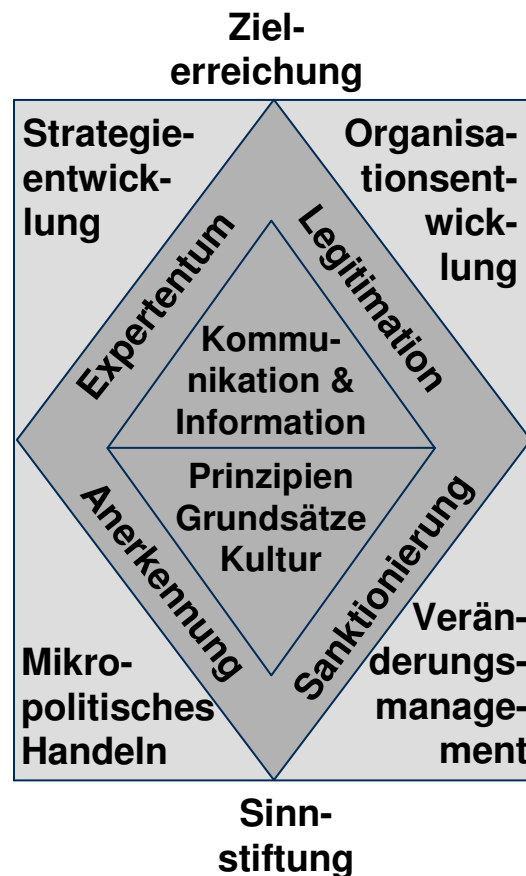 Ziel-
erreichung
Strategie-
entwick-
lung
Organisa-
tionsent-
wick-
lung
Expertentum
Legitimation
Kommu-
nikation &
Information
Prinzipien
Grundsätze
Kultur
Anerkennung
Sanktionierung
Mikro-
politisches
Handeln
Verän-
derungs-
manage-
ment
Sinn-
stiftung